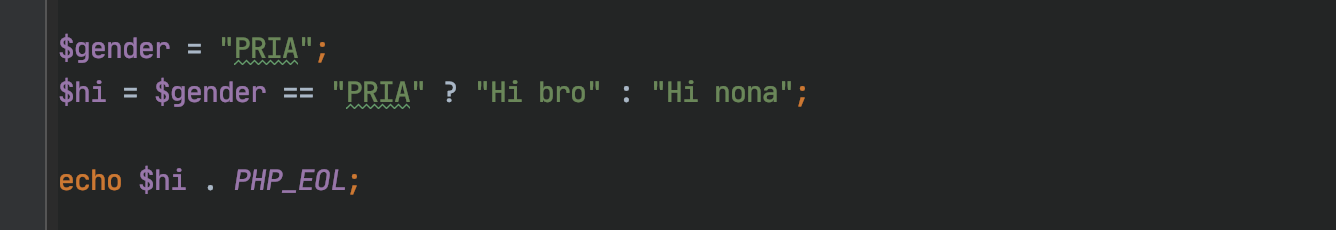 $gender = "PRIA";
$hi = $gender == "PRIA" ? "Hi bro" : "Hi nona";
echo $hi . PHP_EOL;